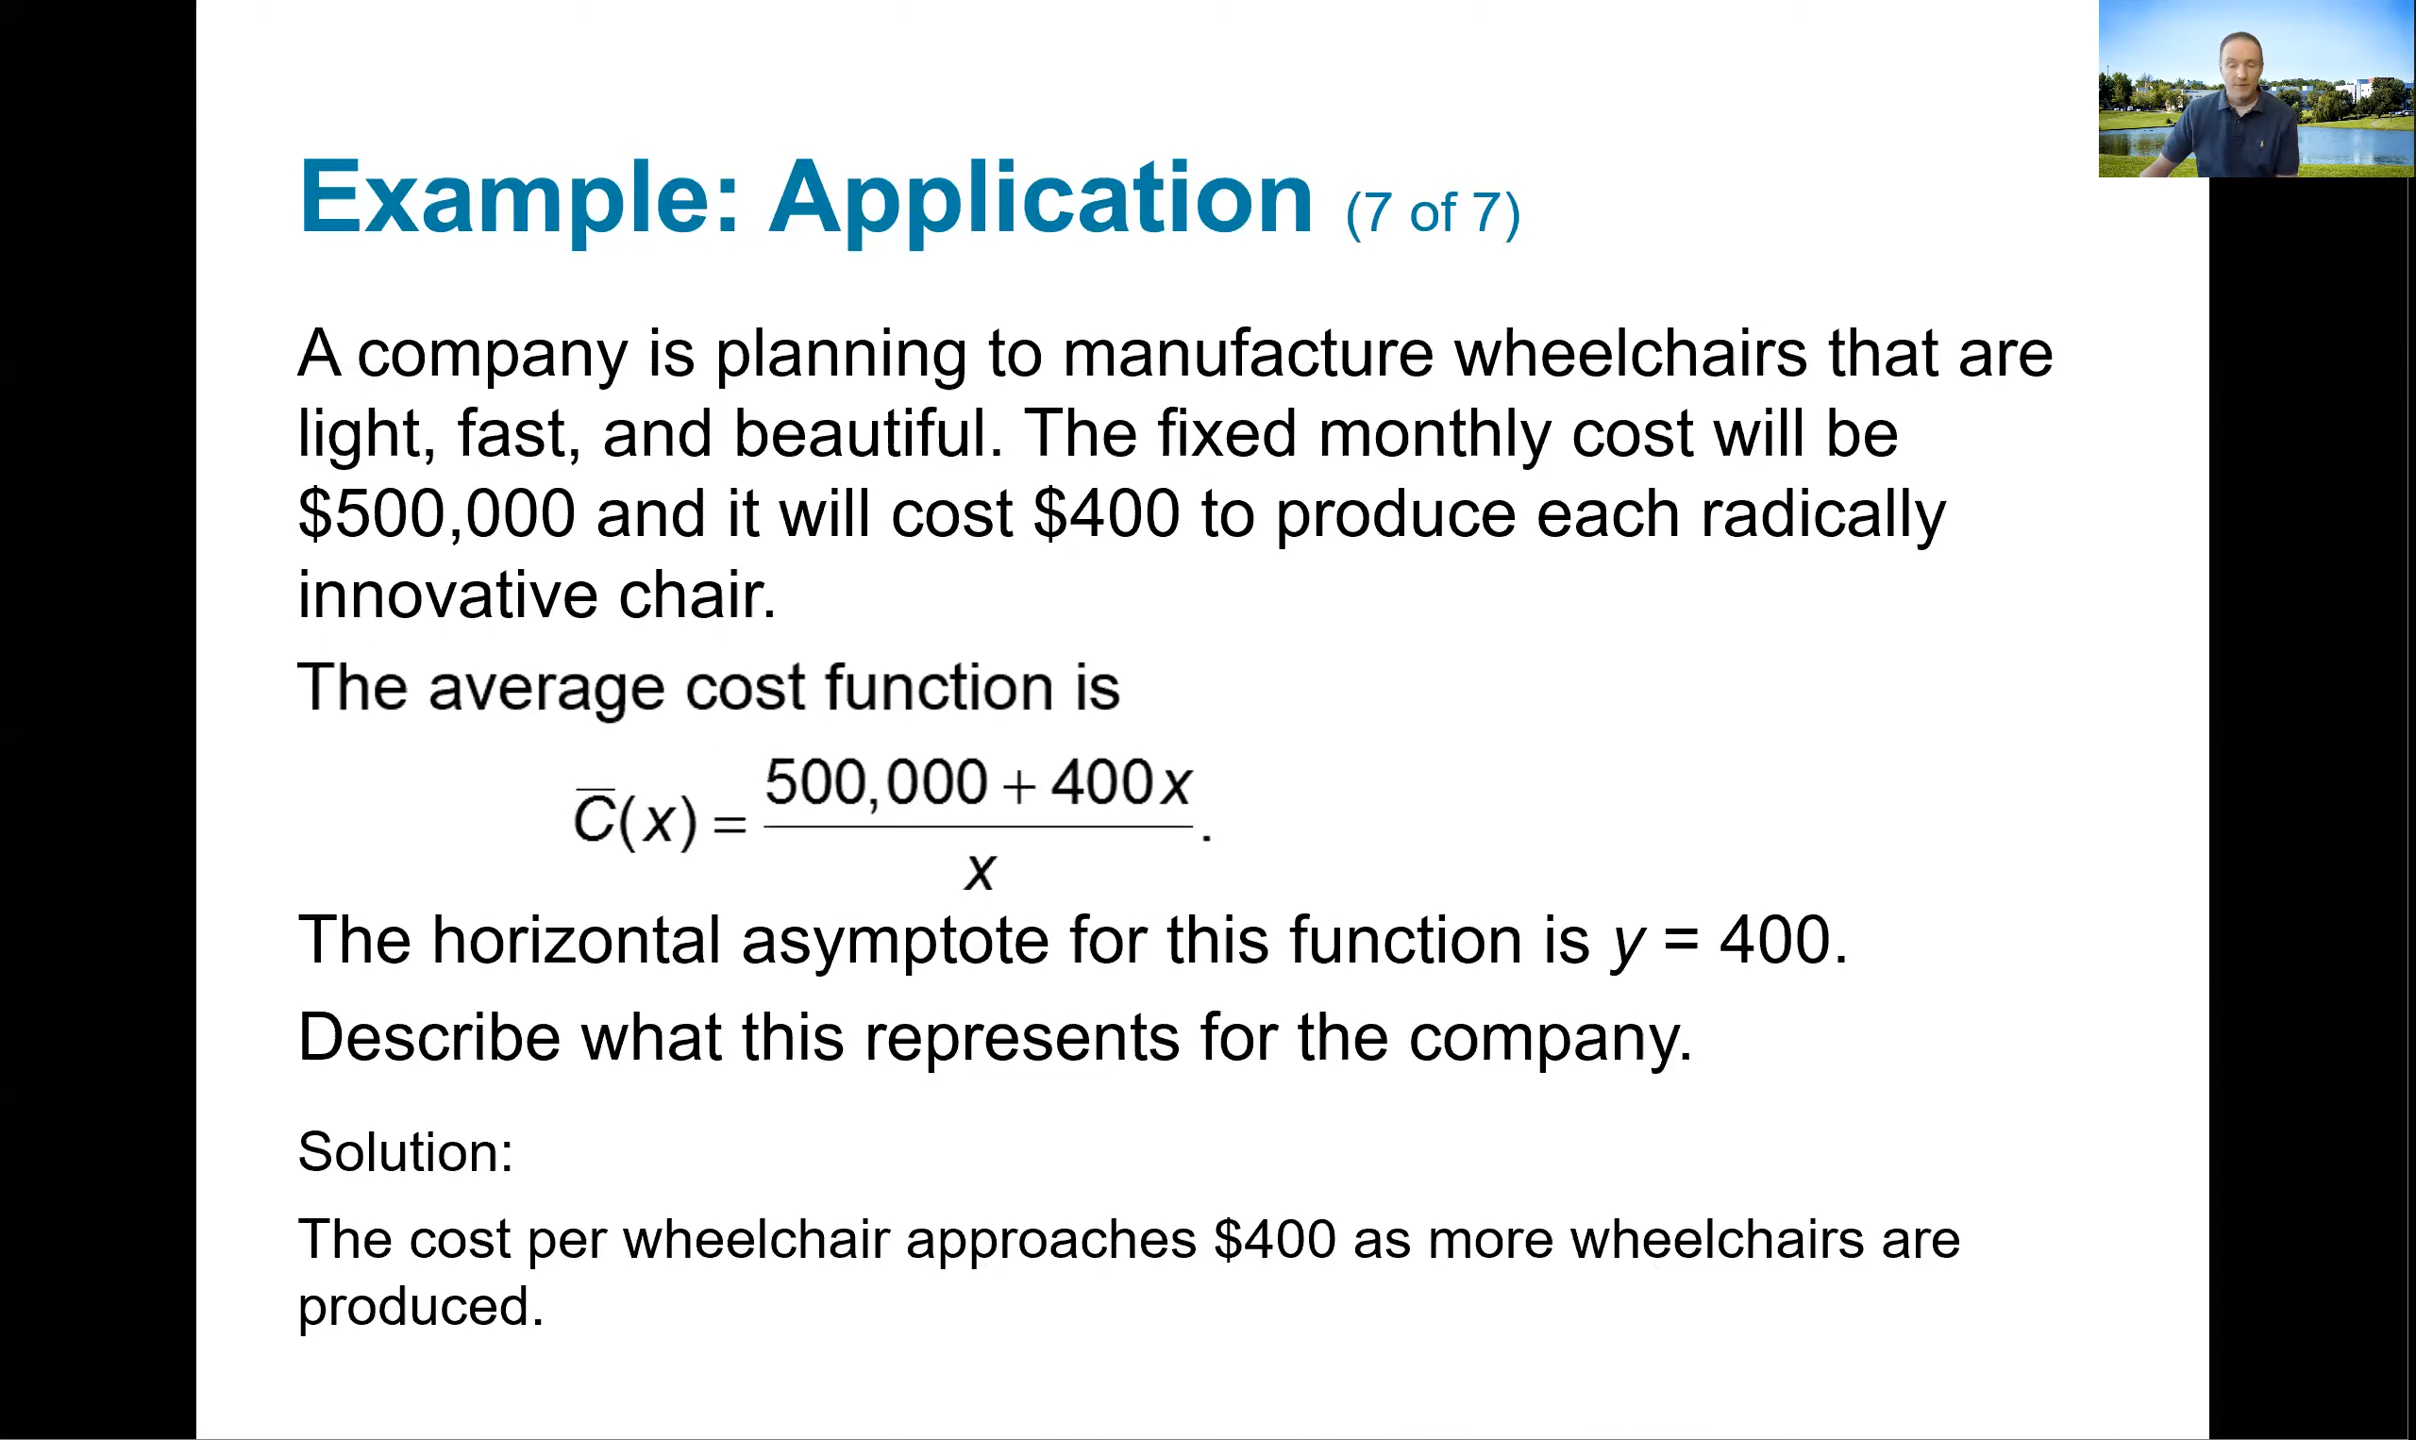 Example: Application (7 of 7)
A company is planning to manufacture wheelchairs that are
light, fast, and beautiful. The fixed monthly cost will be
$500,000 and it will cost $400 to produce each radically
innovative chair.
The average cost function is
C̅(x) = (500,000 + 400x)/x.
The horizontal asymptote for this function is y = 400.
Describe what this represents for the company.
Solution:
The cost per wheelchair approaches $400 as more wheelchairs are
produced.